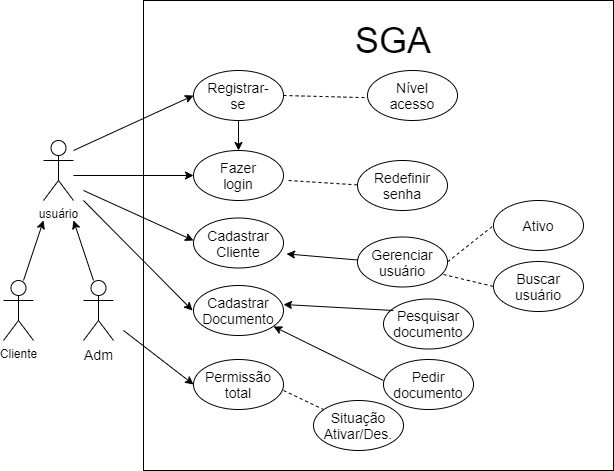 SGA
Registrar-
se
Nível
acesso
Fazer
login
Redefinir
senha
usuário
Cadastrar
Cliente
Gerenciar
usuário
Ativo
Buscar
usuário
Cadastrar
Documento
Pesquisar
documento
Cliente
Adm
Permissão
total
Pedir
documento
Situação
Ativar/Des.